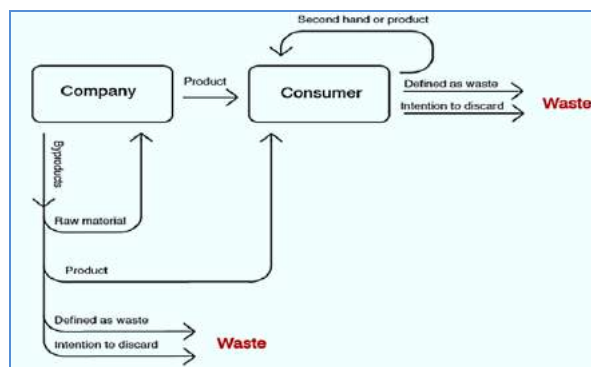 Second hand or product
Company
Product
Consumer
Defined as waste
Intention to discard
Waste
Byproducts
Raw material
Product
Defined as waste
Intention to discard
Waste